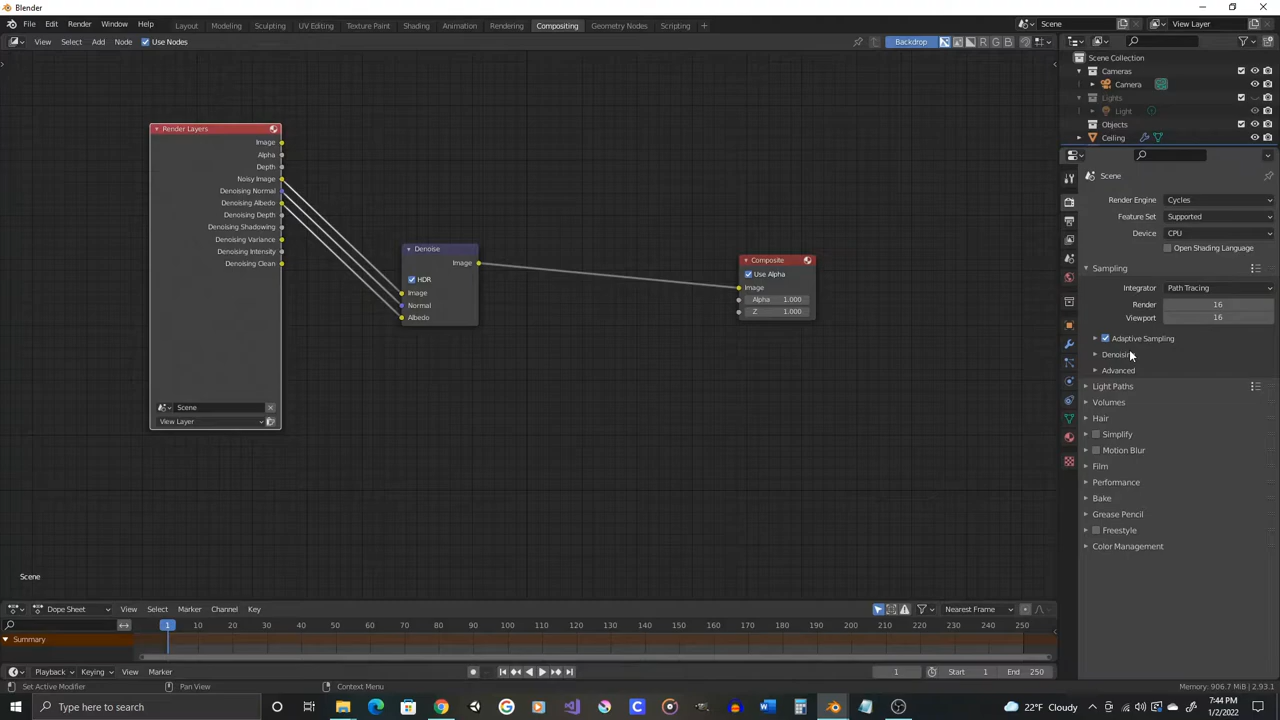 Blender
File Edit Render Window Help Layout Modeling Sculpting UV Editing Texture Paint Shading Animation Rendering Compositing Geometry Nodes Scripting + Scene View Layer
View Select Add Node Use Nodes Backdrop R G B
Scene Collection
Cameras
Camera
Lights
Light
Objects
Ceiling
Render Layers
Image
Alpha
Depth
Noisy Image
Denoising Normal
Denoising Albedo
Denoising Depth
Denoising Shadowing
Denoising Variance
Denoising Intensity
Denoising Clean
Scene
View Layer
Denoise
Image
HDR
Image
Normal
Albedo
Composite
Use Alpha
Image
Alpha 1.000
Z 1.000
Scene
Scene
Render Engine Cycles
Feature Set Supported
Device CPU
Open Shading Language
Sampling
Integrator Path Tracing
Render 16
Viewport 16
Adaptive Sampling
Denoising
Advanced
Light Paths
Volumes
Hair
Simplify
Motion Blur
Film
Performance
Bake
Grease Pencil
Freestyle
Color Management
Dope Sheet View Select Marker Channel Key Nearest Frame
1 10 20 30 40 50 60 70 80 90 100 110 120 130 140 150 160 170 180 190 200 210 220 230 240 250
Summary
Playback Keying View Marker 1 Start 1 End 250
Set Active Modifier Pan View Context Menu Memory: 906.7 MiB | 2.93.1
Type here to search 22°F Cloudy 7:44 PM
1/2/2022